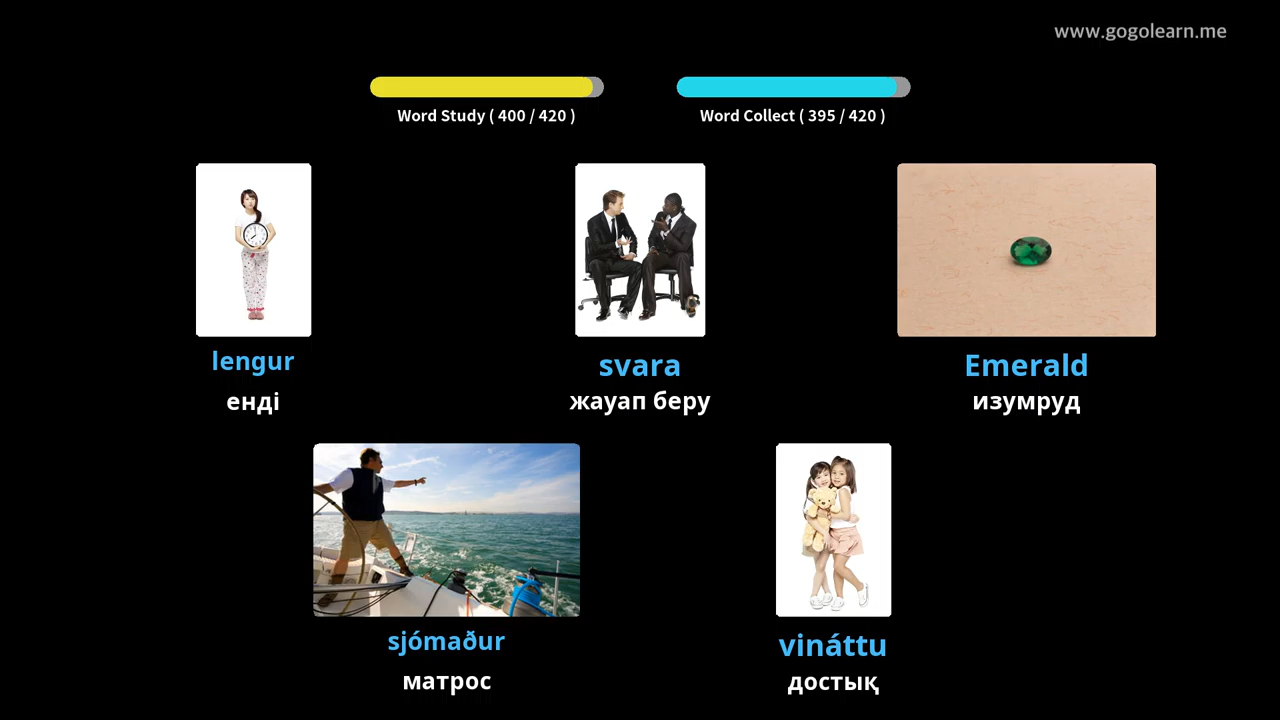 www.gogolearn.me
Word Study ( 400 / 420 )
Word Collect ( 395 / 420 )
lengur
енді
svara
жауап беру
Emerald
изумруд
sjómaður
матрос
vináttu
достық